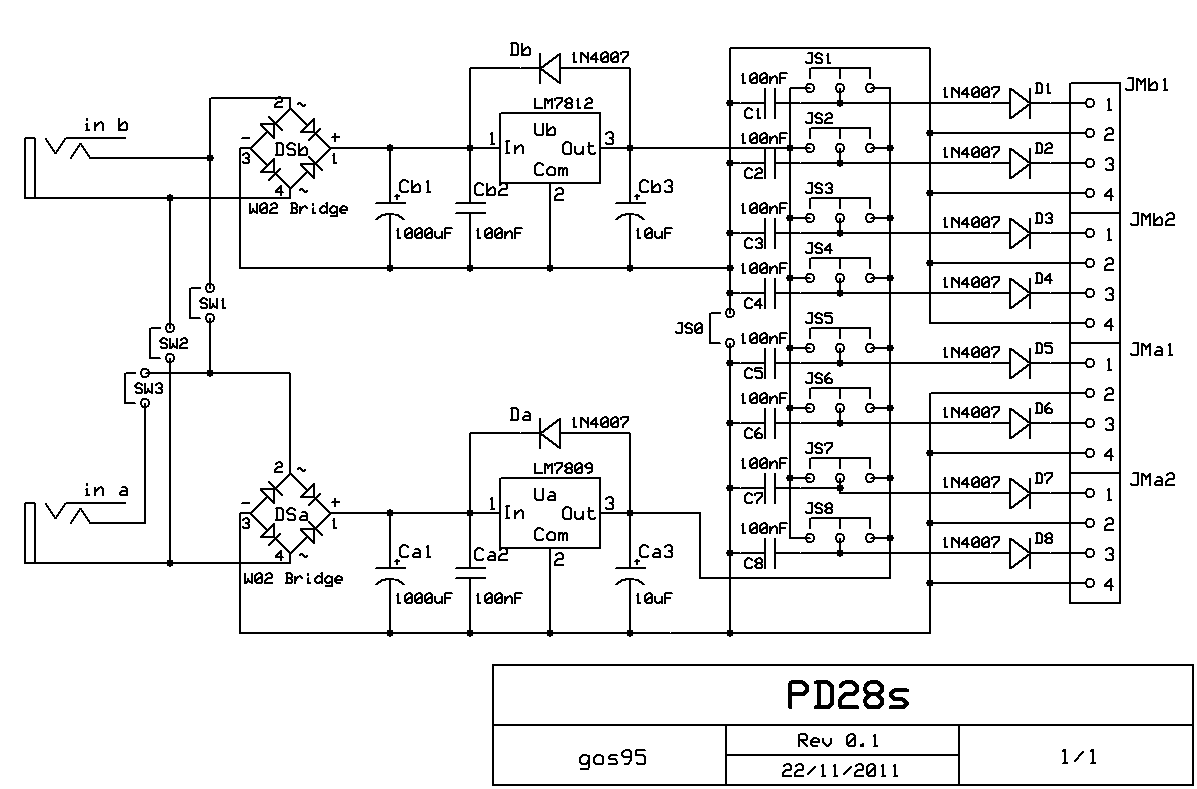 Db 1N4007
LM7812
in b
2 ~
- DSb +
3 1
4 ~
W02 Bridge
Ub
1 In Out 3
Com
2
Cb1 + 1000uF
Cb2 100nF
Cb3 + 10uF
SW1
SW2
SW3
JS0
100nF C1 JS1 1N4007 D1
100nF C2 JS2 1N4007 D2
100nF C3 JS3 1N4007 D3
100nF C4 JS4 1N4007 D4
100nF C5 JS5 1N4007 D5
100nF C6 JS6 1N4007 D6
100nF C7 JS7 1N4007 D7
100nF C8 JS8 1N4007 D8
JMb1
1
2
3
4
JMb2
1
2
3
4
JMa1
1
2
3
4
JMa2
1
2
3
4
Da 1N4007
LM7809
in a
2 ~
- DSa +
3 1
4 ~
W02 Bridge
Ua
1 In Out 3
Com
2
Ca1 + 1000uF
Ca2 100nF
Ca3 + 10uF
PD28s
gos95
Rev 0.1
22/11/2011
1/1